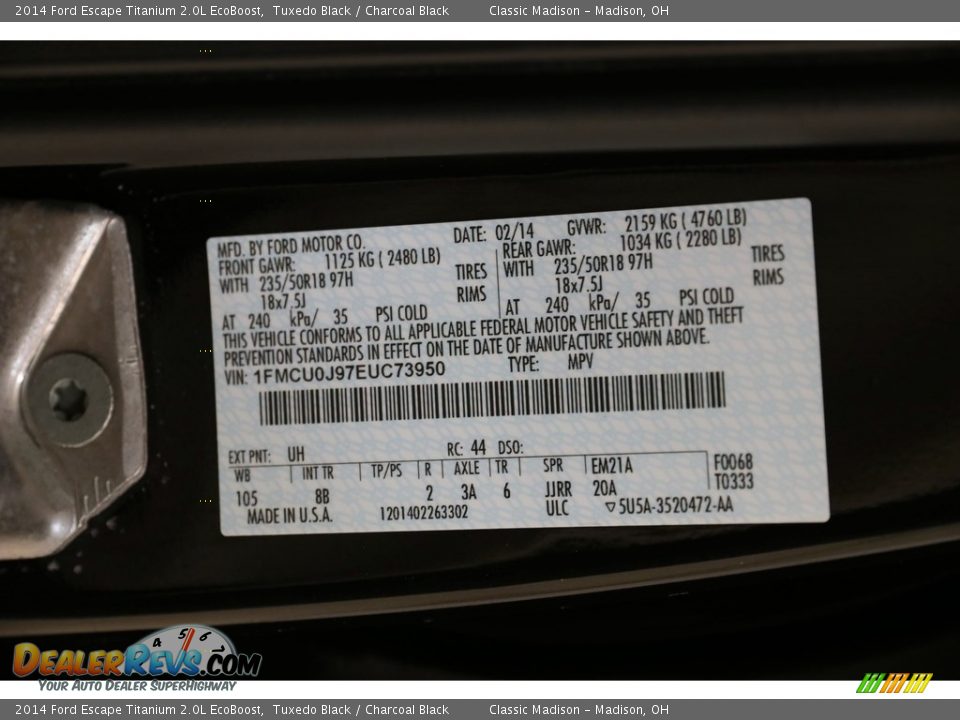 2014 Ford Escape Titanium 2.0L EcoBoost, Tuxedo Black / Charcoal Black Classic Madison – Madison, OH
MFD. BY FORD MOTOR CO. DATE: 02/14 GVWR: 2159 KG ( 4760 LB)
FRONT GAWR: 1125 KG ( 2480 LB) REAR GAWR: 1034 KG ( 2280 LB)
WITH 235/50R18 97H TIRES WITH 235/50R18 97H TIRES
18x7.5J RIMS 18x7.5J RIMS
AT 240 kPa/ 35 PSI COLD AT 240 kPa/ 35 PSI COLD
THIS VEHICLE CONFORMS TO ALL APPLICABLE FEDERAL MOTOR VEHICLE SAFETY AND THEFT
PREVENTION STANDARDS IN EFFECT ON THE DATE OF MANUFACTURE SHOWN ABOVE.
VIN: 1FMCU0J97EUC73950 TYPE: MPV
EXT PNT: UH RC: 44 DSO:
WB INT TR TP/PS R AXLE TR SPR EM21A F0068
105 8B 2 3A 6 JJRR 20A T0333
MADE IN U.S.A. 1201402263302 ULC ▽5U5A-3520472-AA
4 5 6
DEALERREVS.COM
YOUR AUTO DEALER SUPERHIGHWAY
2014 Ford Escape Titanium 2.0L EcoBoost, Tuxedo Black / Charcoal Black Classic Madison – Madison, OH